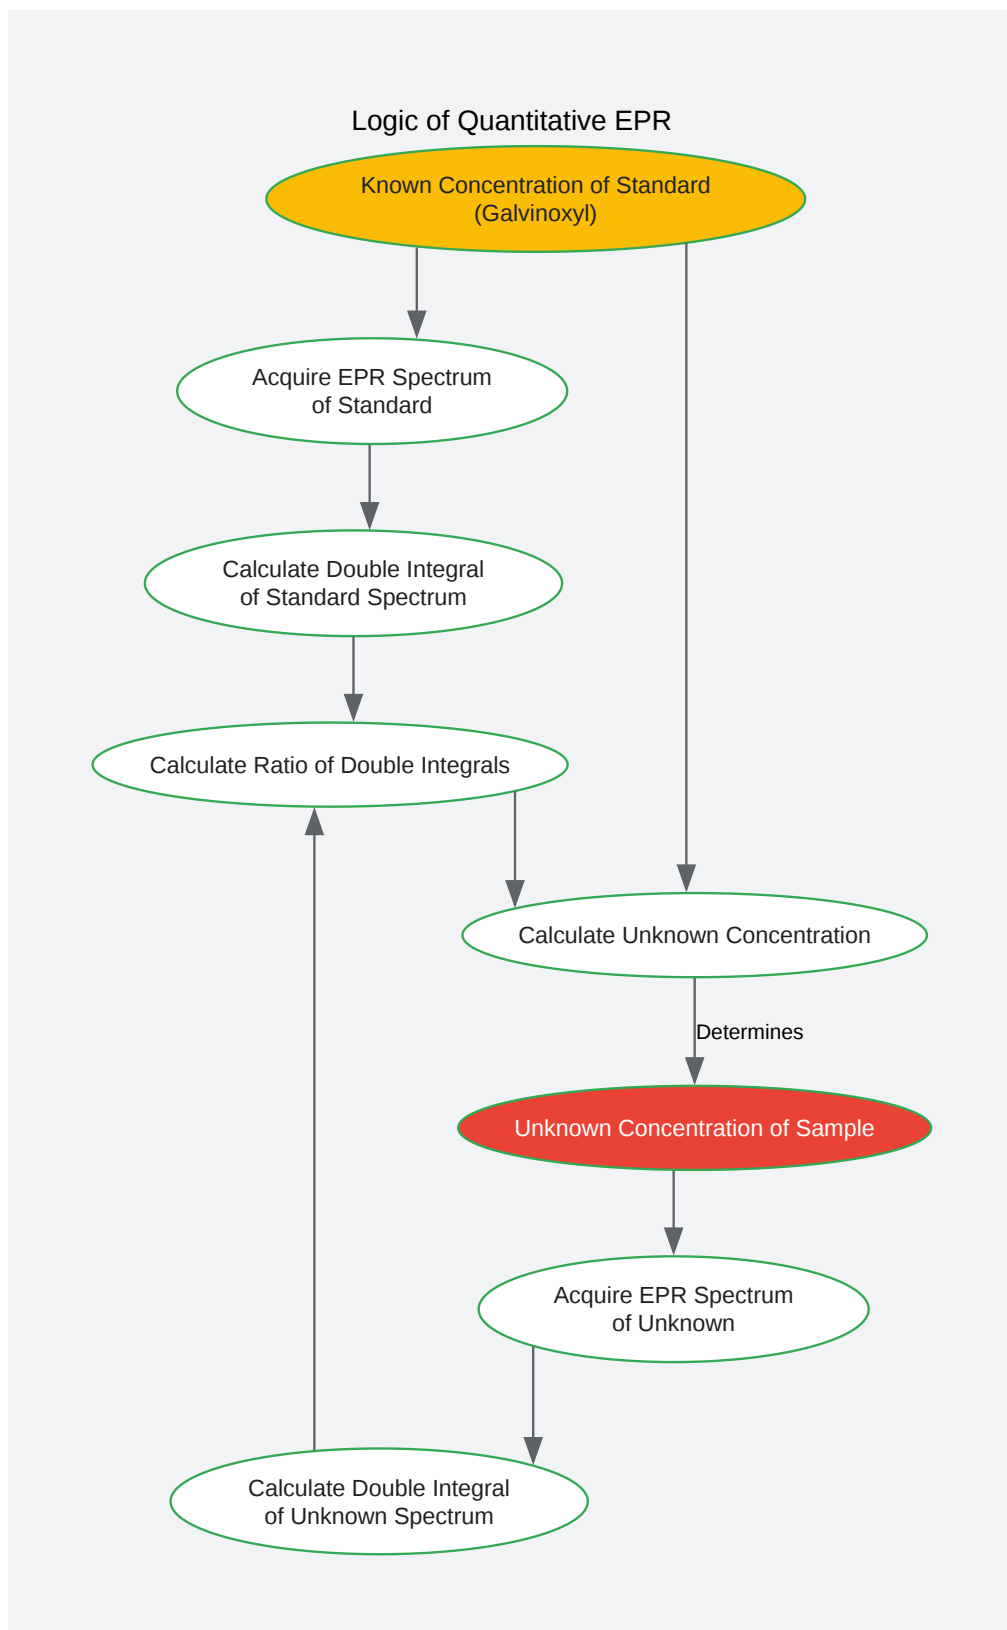 Logic of Quantitative EPR
Known Concentration of Standard
(Galvinoxyl)
Acquire EPR Spectrum
of Standard
Calculate Double Integral
of Standard Spectrum
Calculate Ratio of Double Integrals
Calculate Unknown Concentration
Determines
Unknown Concentration of Sample
Acquire EPR Spectrum
of Unknown
Calculate Double Integral
of Unknown Spectrum